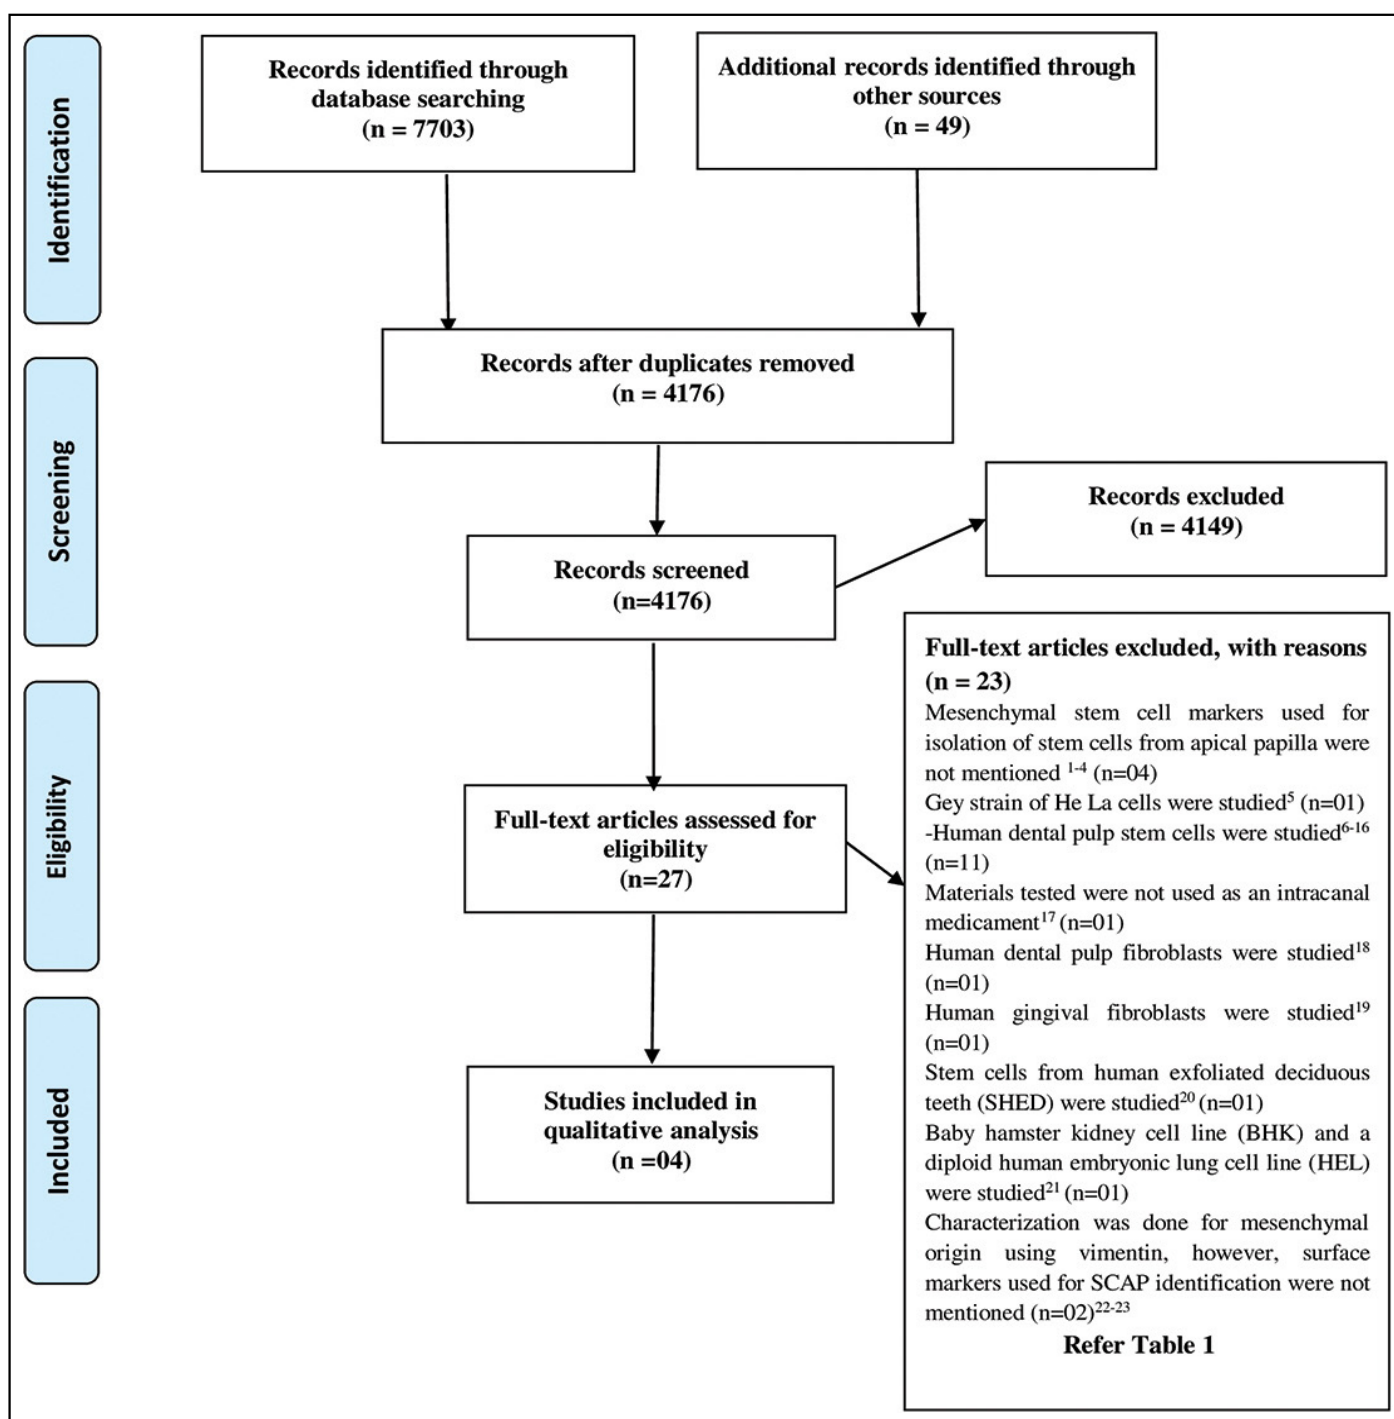 Identification
Records identified through
database searching
(n = 7703)
Additional records identified through
other sources
(n = 49)
Screening
Records after duplicates removed
(n = 4176)
Records screened
(n=4176)
Records excluded
(n = 4149)
Eligibility
Full-text articles assessed for
eligibility
(n=27)
Full-text articles excluded, with reasons
(n = 23)
Mesenchymal stem cell markers used for
isolation of stem cells from apical papilla were
not mentioned 1-4 (n=04)
Gey strain of He La cells were studied5 (n=01)
-Human dental pulp stem cells were studied6-16
(n=11)
Materials tested were not used as an intracanal
medicament17 (n=01)
Human dental pulp fibroblasts were studied18
(n=01)
Human gingival fibroblasts were studied19
(n=01)
Stem cells from human exfoliated deciduous
teeth (SHED) were studied20 (n=01)
Baby hamster kidney cell line (BHK) and a
diploid human embryonic lung cell line (HEL)
were studied21 (n=01)
Characterization was done for mesenchymal
origin using vimentin, however, surface
markers used for SCAP identification were not
mentioned (n=02)22-23
Refer Table 1
Included
Studies included in
qualitative analysis
(n =04)